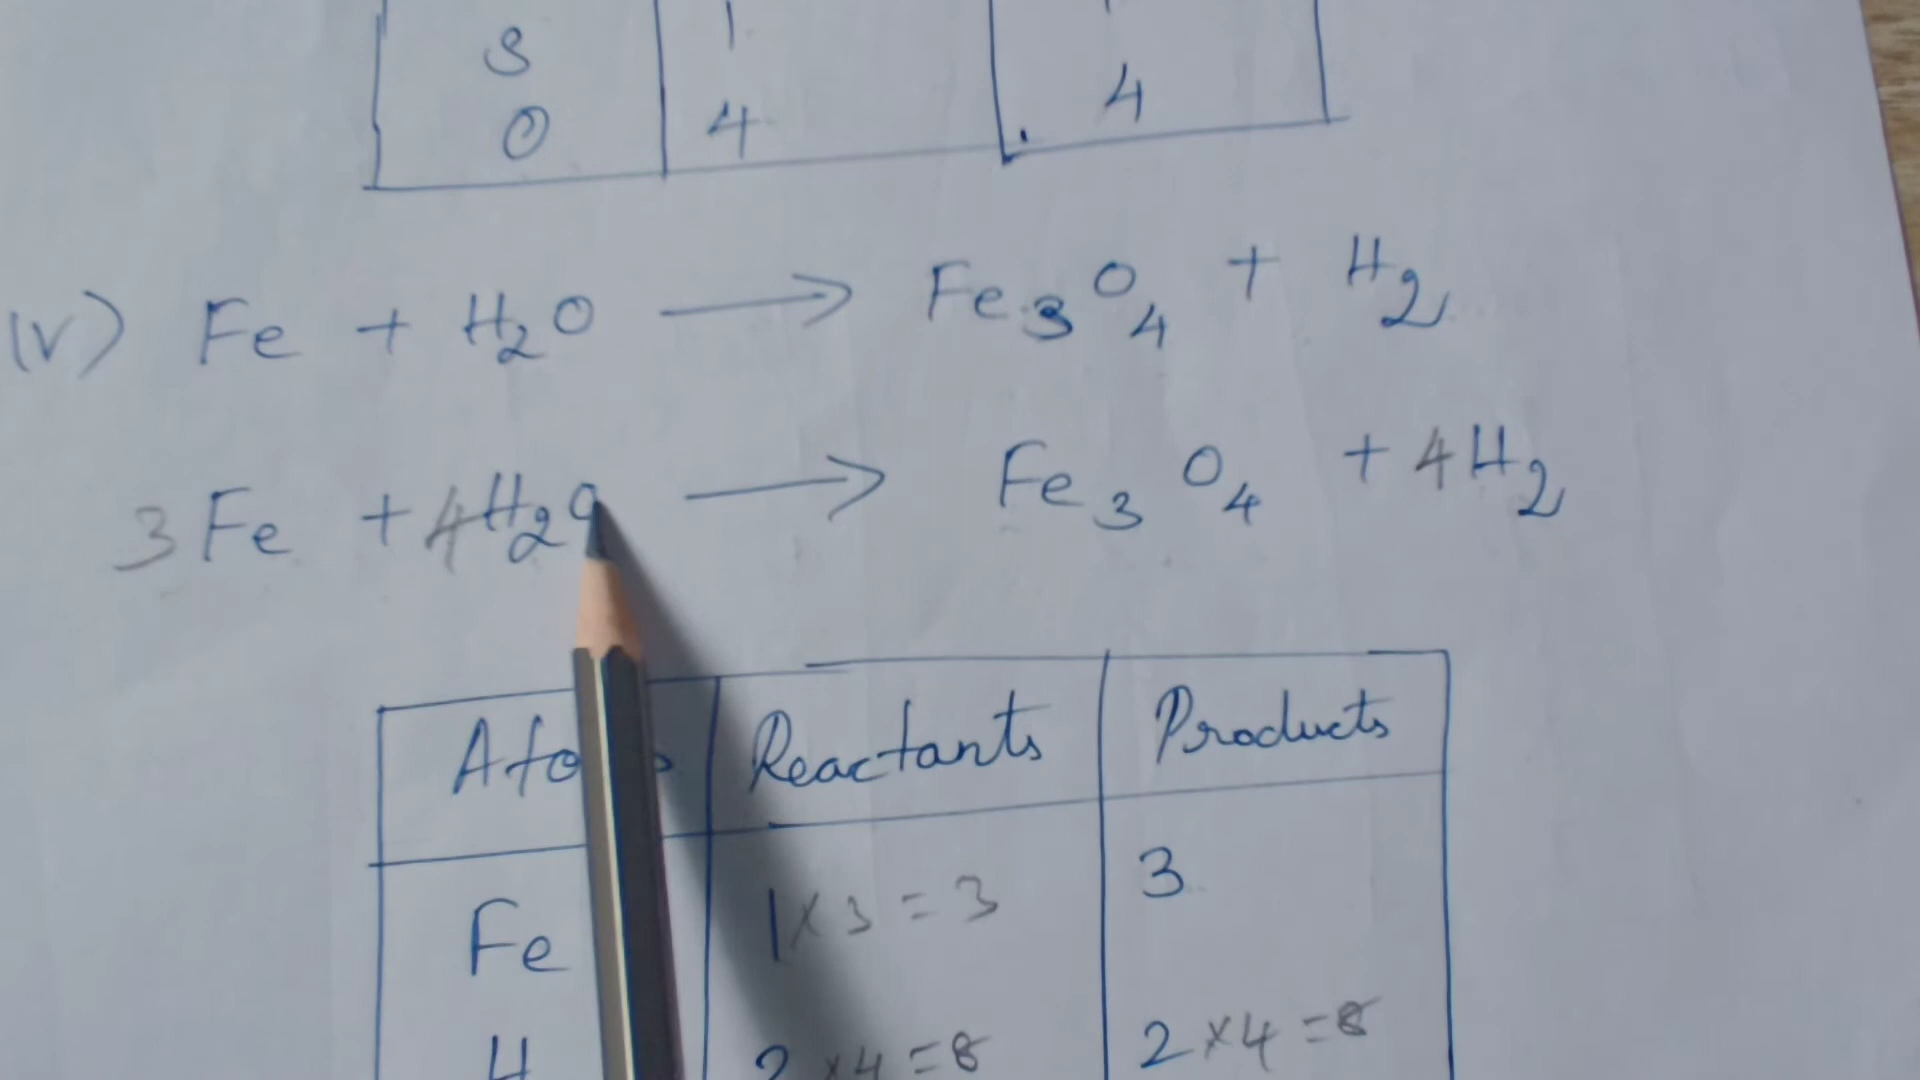 S 1
O 4 4
(V) Fe + H₂O → Fe₃O₄ + H₂
3Fe + 4H₂O → Fe₃O₄ + 4H₂
Reactants Products
Fe 1×3=3 3
H 2×4=8 2×4=8